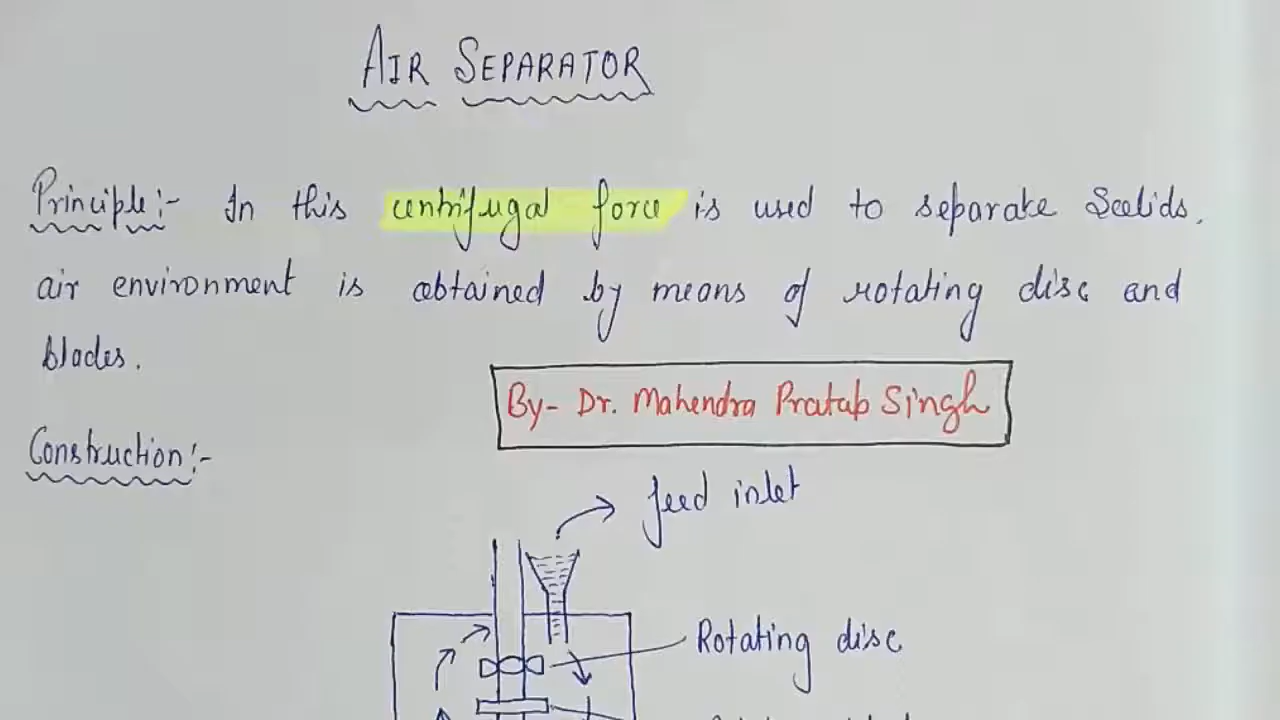 AIR SEPARATOR
Principle:- In this centrifugal force is used to separate Soolids.
air environment is obtained by means of rotating disc and
blades.
By- Dr. Mahendra Pratap Singh
Construction:-
feed inlet
Rotating disc